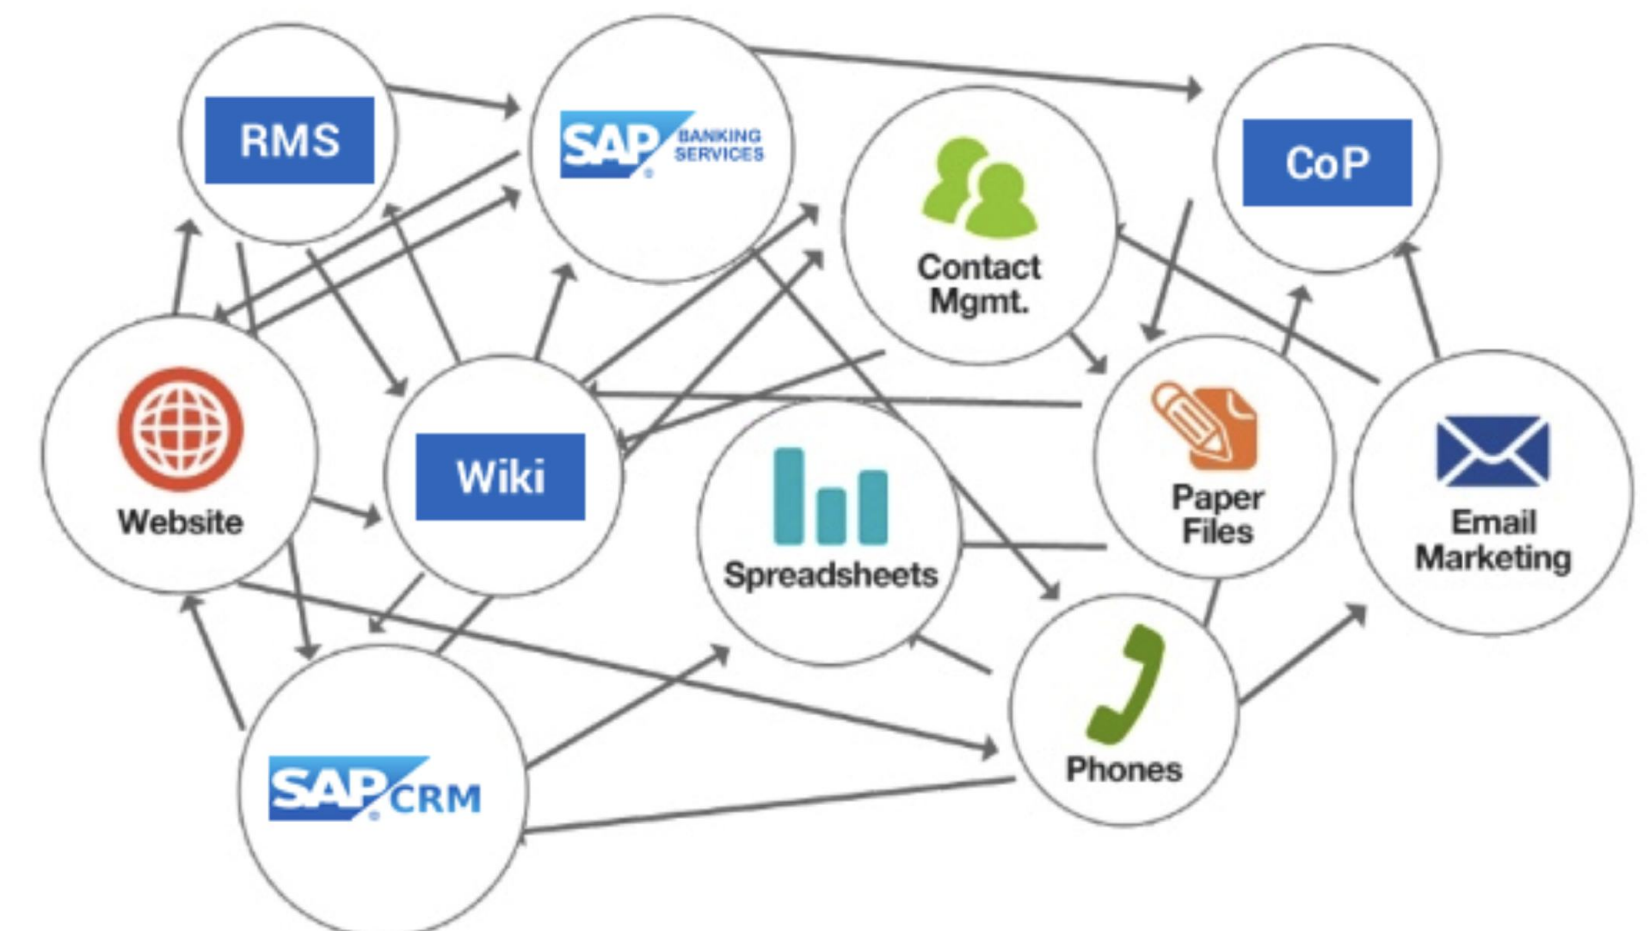 RMS
SAP
®
BANKING
SERVICES
CoP
Contact
Mgmt.
Website
Wiki
Spreadsheets
Paper
Files
Email
Marketing
Phones
SAP
®
CRM